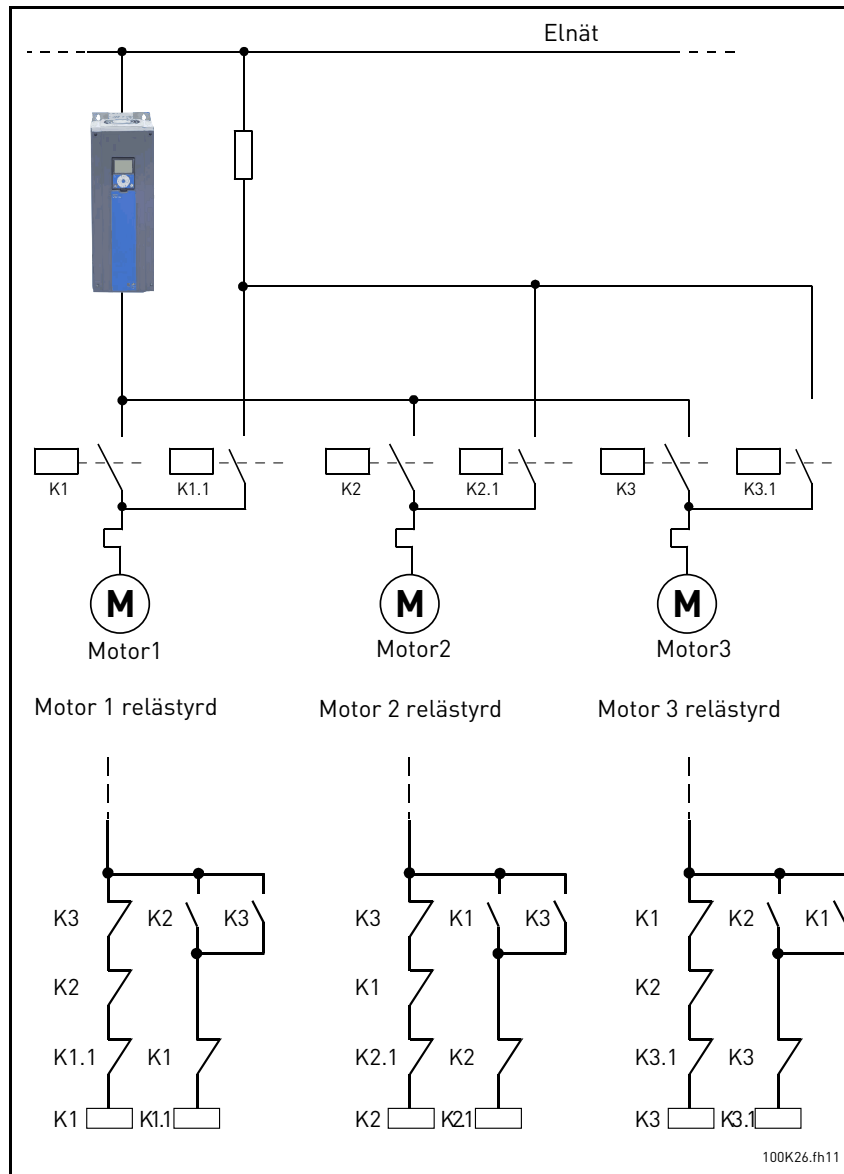 Elnät
K1 K1.1 K2 K2.1 K3 K3.1
M M M
Motor1 Motor2 Motor3
Motor 1 relästyrd Motor 2 relästyrd Motor 3 relästyrd
K3 K2 K3 K3 K1 K3 K1 K2 K1
K2 K1 K2
K1.1 K1 K2.1 K2 K3.1 K3
K1 K1.1 K2 K2.1 K3 K3.1
100K26.fh11